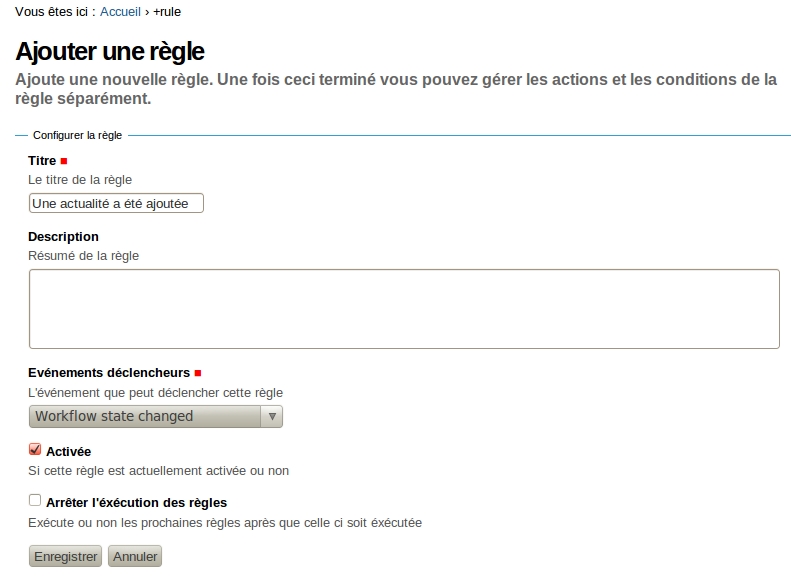 Vous êtes ici : Accueil › +rule
Ajouter une règle
Ajoute une nouvelle règle. Une fois ceci terminé vous pouvez gérer les actions et les conditions de la
règle séparément.
Configurer la règle
Titre
Le titre de la règle
Une actualité a été ajoutée
Description
Résumé de la règle
Evénements déclencheurs
L'événement que peut déclencher cette règle
Workflow state changed
Activée
Si cette règle est actuellement activée ou non
Arrêter l'éxécution des règles
Exécute ou non les prochaines règles après que celle ci soit éxécutée
Enregistrer Annuler